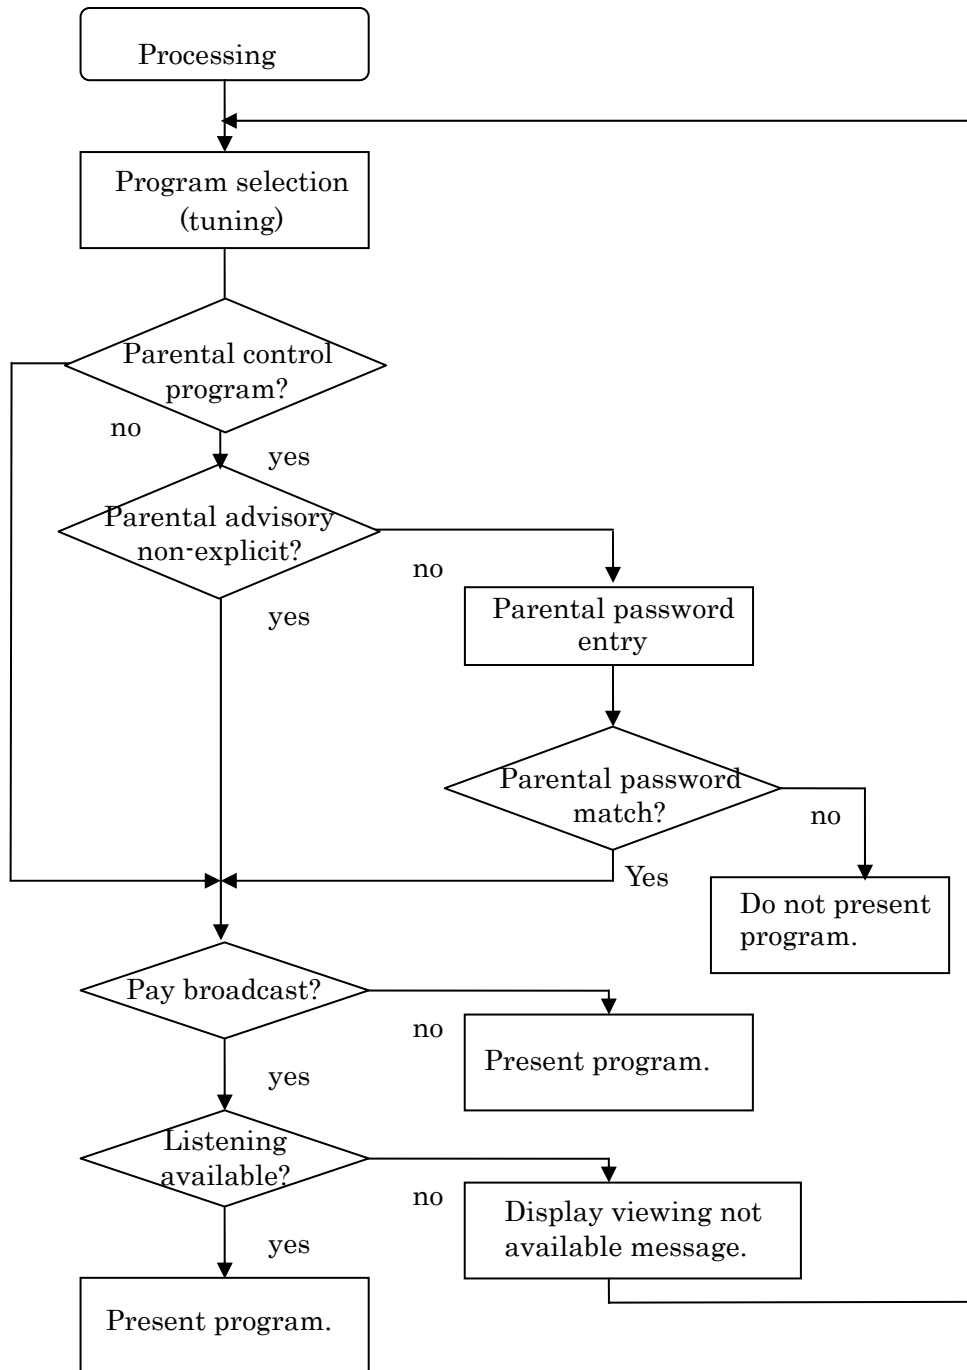 Processing
Program selection
(tuning)
Parental control
program?
no
yes
Parental advisory
non-explicit?
no
yes
Parental password
entry
Parental password
match?
no
Yes
Do not present
program.
Pay broadcast?
no
yes
Present program.
Listening
available?
no
yes
Display viewing not
available message.
Present program.